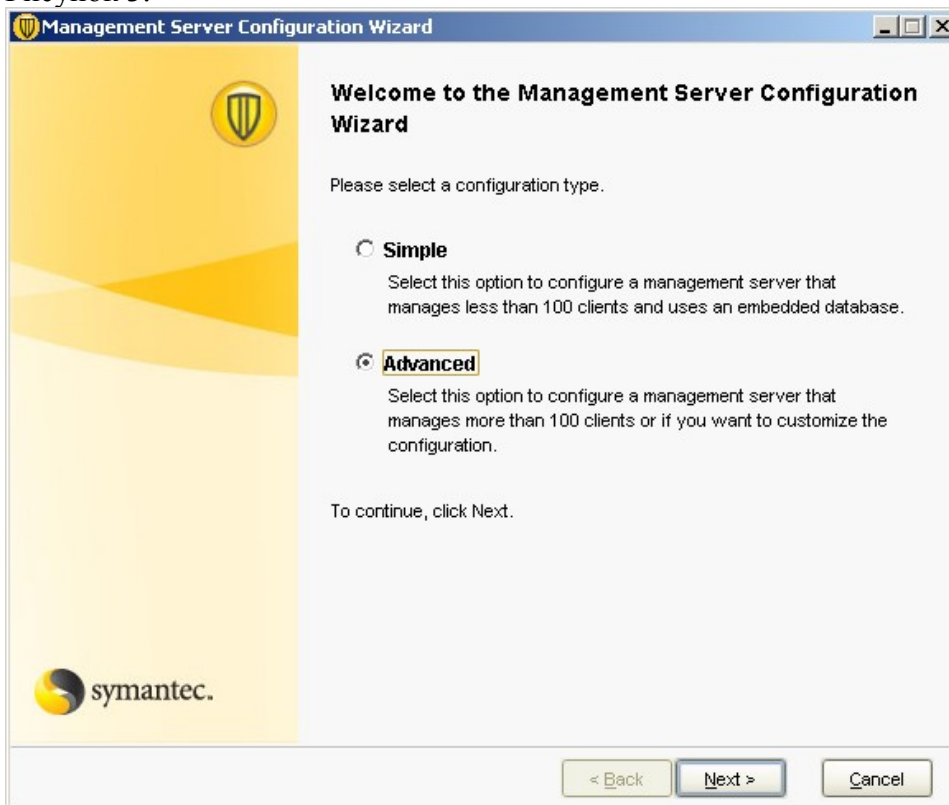 Management Server Configuration Wizard
Welcome to the Management Server Configuration
Wizard
Please select a configuration type.
Simple
Select this option to configure a management server that
manages less than 100 clients and uses an embedded database.
Advanced
Select this option to configure a management server that
manages more than 100 clients or if you want to customize the
configuration.
To continue, click Next.
symantec.
< Back
Next >
Cancel